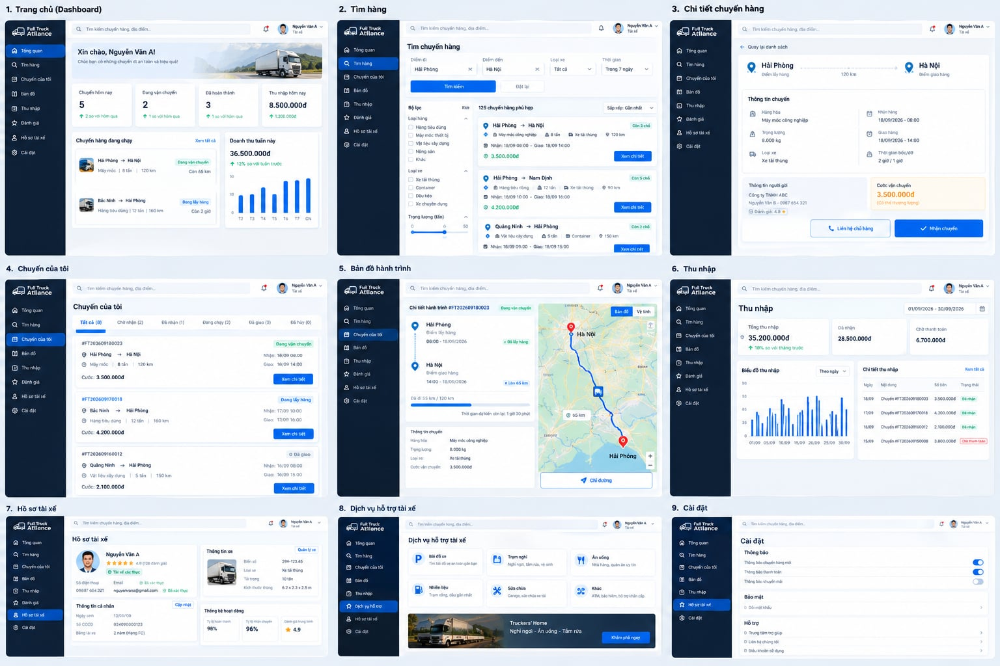 1. Trang chủ (Dashboard)
Full Truck
Atliance
Tìm kiếm chuyến hàng, địa điểm...
Nguyễn Văn A
Tài xế
Tổng quan
Tìm hàng
Chuyến của tôi
Bản đồ
Thu nhập
Đánh giá
Hồ sơ tài xế
Cài đặt
Xin chào, Nguyễn Văn A!
Chúc bạn có những chuyến đi an toàn và hiệu quả!
Chuyến hôm nay
5
2 so với hôm qua
Đang vận chuyển
2
1 so với hôm qua
Đã hoàn thành
3
1 so với hôm qua
Thu nhập hôm nay
8.500.000đ
1.200.000đ
Chuyến hàng đang chạy
Xem tất cả
Hải Phòng → Hà Nội
Đang vận chuyển
Máy móc | 8 tấn | 120 km
Còn 65 km
Bắc Ninh → Hải Phòng
Đang lấy hàng
Hàng tiêu dùng | 12 tấn | 160 km
Còn 2 giờ
Doanh thu tuần này
36.500.000đ
12% so với tuần trước
T2 T3 T4 T5 T6 T7 CN
2. Tìm hàng
Full Truck
Atliance
Tìm kiếm chuyến hàng, địa điểm...
Nguyễn Văn A
Tài xế
Tổng quan
Tìm hàng
Chuyến của tôi
Bản đồ
Thu nhập
Đánh giá
Hồ sơ tài xế
Cài đặt
Tìm chuyến hàng
Điểm đi
Hải Phòng
Điểm đến
Hà Nội
Loại xe
Tất cả
Thời gian
Trong 7 ngày
Tìm kiếm
Đặt lại
Bộ lọc
Loại hàng
Hàng tiêu dùng
Máy móc thiết bị
Vật liệu xây dựng
Nông sản
Khác
Loại xe
Xe tải thùng
Container
Đầu kéo
Xe chuyên dụng
Trọng lượng (tấn)
50
125 chuyến hàng phù hợp
Sắp xếp: Gần nhất
Hải Phòng → Hà Nội
Còn 3 chỗ
Máy móc công nghiệp 8 tấn Xe tải thùng 120 km
Nhận: 18/09 08:00 - Giao: 18/09 14:00
3.500.000đ
Xem chi tiết
Hải Phòng → Nam Định
Còn 5 chỗ
Hàng tiêu dùng 12 tấn Xe tải thùng 90 km
Nhận: 18/09 10:00 - Giao: 18/09 16:00
4.200.000đ
Xem chi tiết
Quảng Ninh → Hải Phòng
Còn 2 chỗ
Vật liệu xây dựng 5 tấn Container 150 km
Nhận: 18/09 09:00 - Giao: 18/09 15:00
Xem chi tiết
3. Chi tiết chuyến hàng
Full Truck
Atliance
Tìm kiếm chuyến hàng, địa điểm...
Nguyễn Văn A
Tài xế
Tổng quan
Tìm hàng
Chuyến của tôi
Bản đồ
Thu nhập
Đánh giá
Hồ sơ tài xế
Cài đặt
← Quay lại danh sách
Hải Phòng
Điểm lấy hàng
120 km
Hà Nội
Điểm giao hàng
Thông tin chuyến
Hàng hóa
Máy móc công nghiệp
Trọng lượng
8.000 kg
Loại xe
Xe tải thùng
Nhận hàng
18/09/2026 - 08:00
Giao hàng
18/09/2026 - 14:00
Thời gian bốc/dỡ
2 giờ / 1 giờ
Thông tin người gửi
Công ty TNHH ABC
Nguyễn Văn B - 0987 654 321
Đánh giá: 4.8
Cước vận chuyển
3.500.000đ
(Có thể thương lượng)
Liên hệ chủ hàng
Nhận chuyến
4. Chuyến của tôi
Full Truck
Atliance
Tìm kiếm chuyến hàng, địa điểm...
Nguyễn Văn A
Tài xế
Tổng quan
Tìm hàng
Chuyến của tôi
Bản đồ
Thu nhập
Đánh giá
Hồ sơ tài xế
Cài đặt
Chuyến của tôi
Tất cả (8)
Chờ nhận (2)
Đã nhận (1)
Đang chạy (2)
Đã giao (3)
Đã hủy (0)
#FT202609180023
Đang vận chuyển
Hải Phòng → Hà Nội
Nhận: 18/09 08:00
Máy móc | 8 tấn | 120 km
Giao: 18/09 14:00
Cước: 3.500.000đ
Xem chi tiết
#FT202609170018
Đang lấy hàng
Bắc Ninh → Hải Phòng
Nhận: 17/09 10:00
Hàng tiêu dùng | 12 tấn | 160 km
Giao: 17/09 16:00
Cước: 4.200.000đ
Xem chi tiết
#FT202609160012
Đã giao
Quảng Ninh → Hải Phòng
Nhận: 16/09 08:00
Vật liệu xây dựng | 5 tấn | 150 km
Giao: 16/09 15:00
Cước: 2.100.000đ
Xem chi tiết
5. Bản đồ hành trình
Full Truck
Atliance
Tìm kiếm chuyến hàng, địa điểm...
Nguyễn Văn A
Tài xế
Tổng quan
Tìm hàng
Chuyến của tôi
Bản đồ
Thu nhập
Đánh giá
Hồ sơ tài xế
Cài đặt
Chi tiết hành trình #FT202609180023
Đang vận chuyển
Hải Phòng
Điểm lấy hàng
08:00 - 18/09/2026
Đã lấy hàng
Hà Nội
Điểm giao hàng
14:00 - 18/09/2026
65 km
Đã đi 55 km / 120 km
Thời gian dự kiến còn lại: 1 giờ 30 phút
Thông tin chuyến
Hàng hóa: Máy móc công nghiệp
Trọng lượng: 8.000 kg
Loại xe: Xe tải thùng
Cước vận chuyển: 3.500.000đ
Bản đồ
Vệ tinh
Hà Nội
65 km
Hải Phòng
+
−
Chỉ đường
6. Thu nhập
Full Truck
Atliance
Tìm kiếm chuyến hàng, địa điểm...
Nguyễn Văn A
Tài xế
Tổng quan
Tìm hàng
Chuyến của tôi
Bản đồ
Thu nhập
Đánh giá
Hồ sơ tài xế
Cài đặt
Thu nhập
01/09/2026 - 30/09/2026
Tổng thu nhập
35.200.000đ
18% so với tháng trước
Đã nhận
28.500.000đ
Chờ thanh toán
6.700.000đ
Biểu đồ thu nhập
Theo ngày
01/09 05/09 10/09 15/09 20/09 25/09 30/09
Chi tiết thu nhập
Xem tất cả
Ngày Nội dung Số tiền Trạng thái
18/09 Chuyến #FT202609180023 3.500.000đ Đã nhận
17/09 Chuyến #FT202609170018 4.200.000đ Đã nhận
16/09 Chuyến #FT202609160012 2.100.000đ Đã nhận
15/09 Chuyến #FT202609150008 3.800.000đ Chờ thanh toán
7. Hồ sơ tài xế
Full Truck
Atliance
Tìm kiếm chuyến hàng, địa điểm...
Nguyễn Văn A
Tài xế
Tổng quan
Tìm hàng
Chuyến của tôi
Bản đồ
Thu nhập
Đánh giá
Hồ sơ tài xế
Cài đặt
Hồ sơ tài xế
Nguyễn Văn A
4.9 (128 đánh giá)
Tài xế xác thực
Số điện thoại
Email
Đã xác thực
nguyenvana@gmail.com
Đã xác thực
Thông tin cá nhân
Cập nhật
Ngày sinh
Số CCCD 024090000123
Bằng lái xe 2 năm (Hạng FC)
Thông tin xe
Quản lý xe
Biển số 29H-123.45
Loại xe Xe tải thùng
Tải trọng 10 tấn
Kích thước thùng 6.2 x 2.3 x 2.5 m
Thống kê hoạt động
Tỷ lệ hoàn thành
98%
Tỷ lệ nhận chuyến
96%
Đánh giá trung bình
4.9
8. Dịch vụ hỗ trợ tài xế
Full Truck
Atliance
Tìm kiếm chuyến hàng, địa điểm...
Nguyễn Văn A
Tài xế
Tổng quan
Tìm hàng
Chuyến của tôi
Bản đồ
Thu nhập
Dịch vụ hỗ trợ
Hồ sơ tài xế
Cài đặt
Dịch vụ hỗ trợ tài xế
P
Bãi đỗ xe
Tìm bãi đỗ xe an toàn gần bạn
Trạm nghỉ
Nghỉ ngơi, tắm rửa, vệ sinh
Ăn uống
Nhà hàng, quán ăn uy tín
Nhiên liệu
Trạm xăng, dầu gần nhất
Sửa chữa
Garage, sửa chữa xe tải
Khác
ATM, bảo hiểm, hỗ trợ khẩn cấp
Truckers' Home
Nghỉ ngơi - Ăn uống - Tắm rửa
Khám phá ngay
9. Cài đặt
Full Truck
Atliance
Tìm kiếm chuyến hàng, địa điểm...
Nguyễn Văn A
Tài xế
Tổng quan
Tìm hàng
Chuyến của tôi
Bản đồ
Thu nhập
Hồ sơ tài xế
Cài đặt
Cài đặt
Thông báo
Thông báo chuyến hàng mới
Thông báo thanh toán
Thông báo khuyến mãi
Bảo mật
Đổi mật khẩu
Hỗ trợ
Trung tâm trợ giúp
Liên hệ chúng tôi
Điều khoản sử dụng